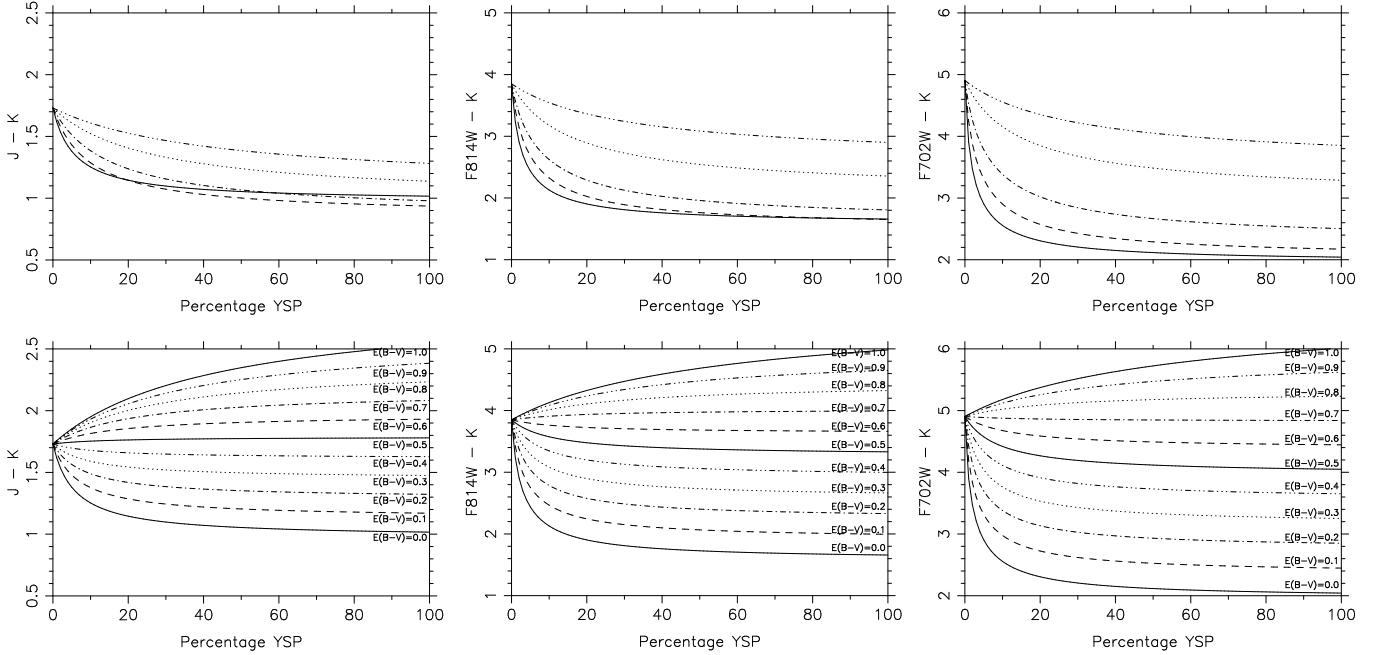 2.5
2
1.5
1
0.5
J − K
0 20 40 60 80 100
Percentage YSP
5
4
3
2
1
F814W − K
0 20 40 60 80 100
Percentage YSP
6
5
4
3
2
F702W − K
0 20 40 60 80 100
Percentage YSP
2.5
2
1.5
1
0.5
J − K
E(B−V)=1.0
E(B−V)=0.9
E(B−V)=0.8
E(B−V)=0.7
E(B−V)=0.6
E(B−V)=0.5
E(B−V)=0.4
E(B−V)=0.3
E(B−V)=0.2
E(B−V)=0.1
E(B−V)=0.0
0 20 40 60 80 100
Percentage YSP
5
4
3
2
1
F814W − K
E(B−V)=1.0
E(B−V)=0.9
E(B−V)=0.8
E(B−V)=0.7
E(B−V)=0.6
E(B−V)=0.5
E(B−V)=0.4
E(B−V)=0.3
E(B−V)=0.2
E(B−V)=0.1
E(B−V)=0.0
0 20 40 60 80 100
Percentage YSP
6
5
4
3
2
F702W − K
E(B−V)=1.0
E(B−V)=0.9
E(B−V)=0.8
E(B−V)=0.7
E(B−V)=0.6
E(B−V)=0.5
E(B−V)=0.4
E(B−V)=0.3
E(B−V)=0.2
E(B−V)=0.1
E(B−V)=0.0
0 20 40 60 80 100
Percentage YSP